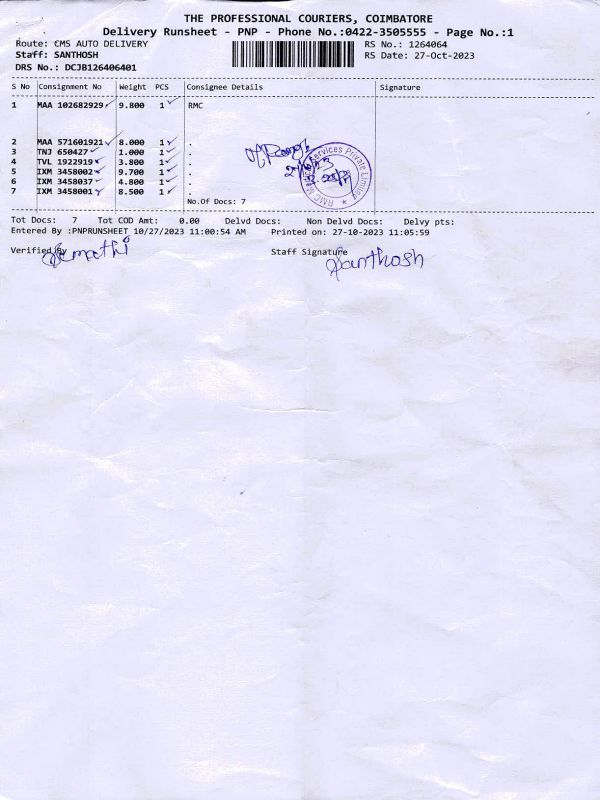 THE PROFESSIONAL COURIERS, COIMBATORE
Delivery Runsheet - PNP - Phone No.:0422-3505555 - Page No.:1
Route: CMS AUTO DELIVERY RS No.: 1264064
Staff: SANTHOSH RS Date: 27-Oct-2023
DRS No.: DCJB126406401
S No Consignment No Weight PCS Consignee Details Signature
1 MAA 102682929 9.800 1 RMC
2 MAA 571601921 8.000 1 .
3 TNJ 650427 1.000 1 .
4 TVL 1922919 3.800 1 .
5 IXM 3458002 9.700 1 .
6 IXM 3458037 4.800 1 .
7 IXM 3458001 8.500 1 .
No.Of Docs: 7
Tot Docs: 7 Tot COD Amt: 0.00 Delvd Docs: Non Delvd Docs: Delvy pts:
Entered By :PNPRUNSHEET 10/27/2023 11:00:54 AM Printed on: 27-10-2023 11:05:59
Verified By Staff Signature
Santhosh